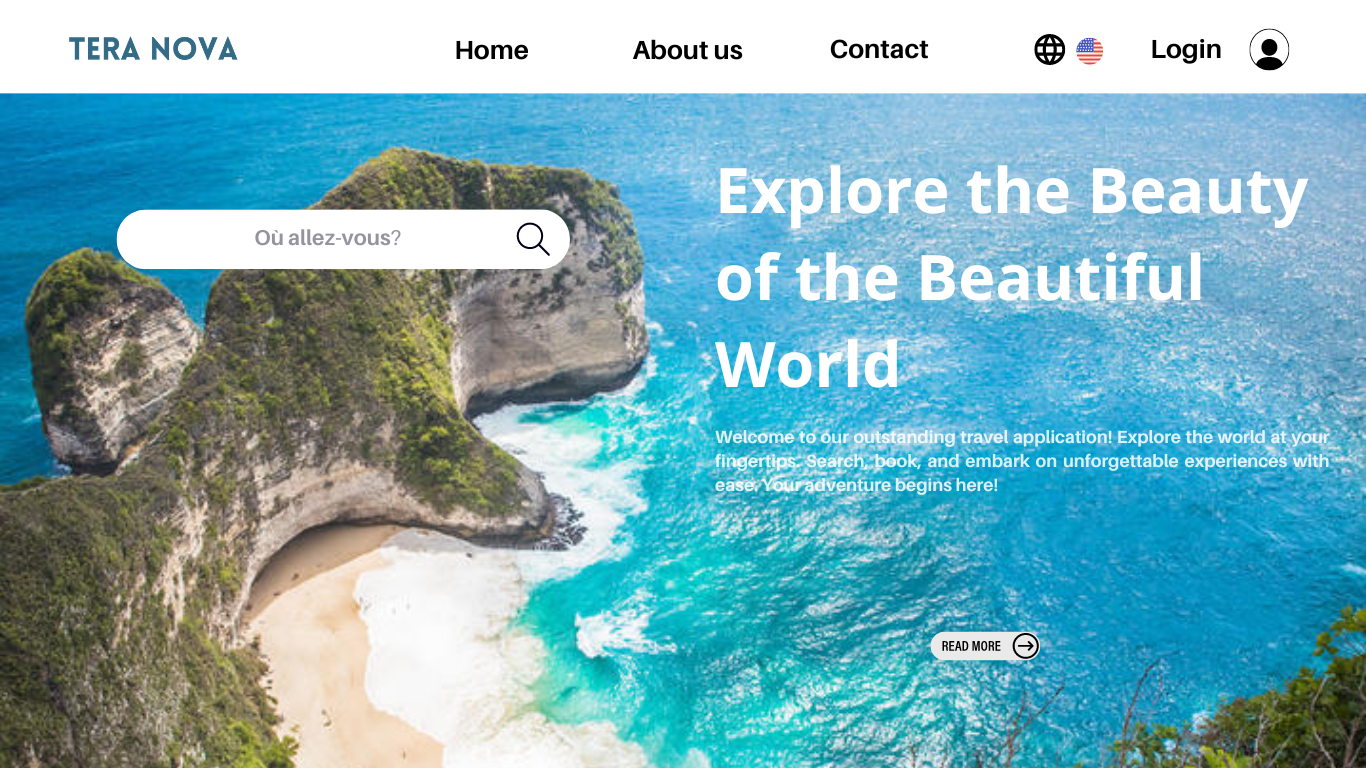 TERA NOVA
Home
About us
Contact
Login
Où allez-vous?
Explore the Beauty
of the Beautiful
World
Welcome to our outstanding travel application! Explore the world at your
fingertips. Search, book, and embark on unforgettable experiences with
ease. Your adventure begins here!
READ MORE